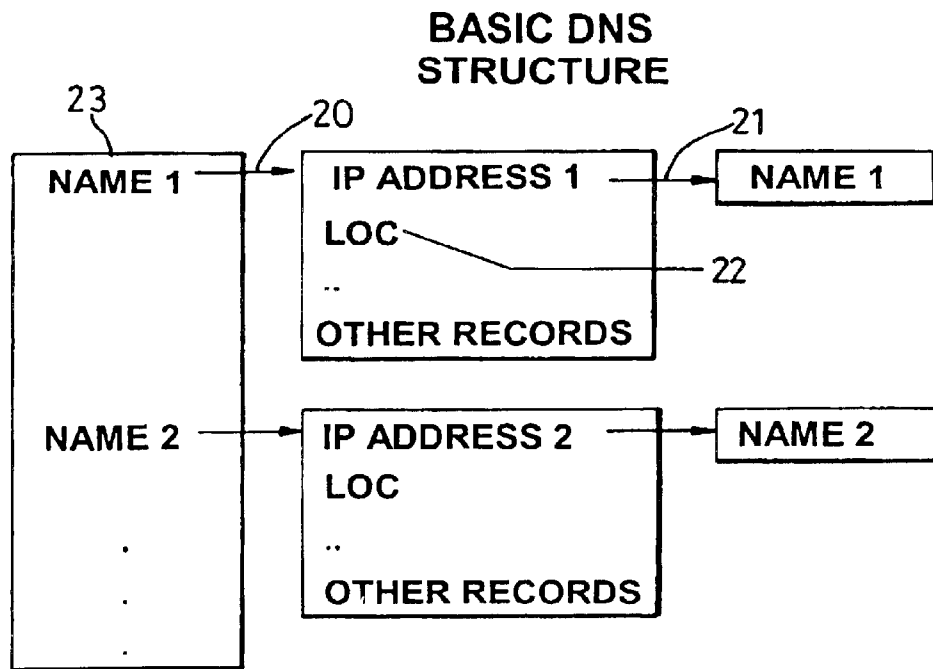 BASIC DNS
STRUCTURE
23
20
21
NAME 1
IP ADDRESS 1
NAME 1
LOC
22
..
OTHER RECORDS
NAME 2
IP ADDRESS 2
NAME 2
LOC
..
OTHER RECORDS
.
.
.